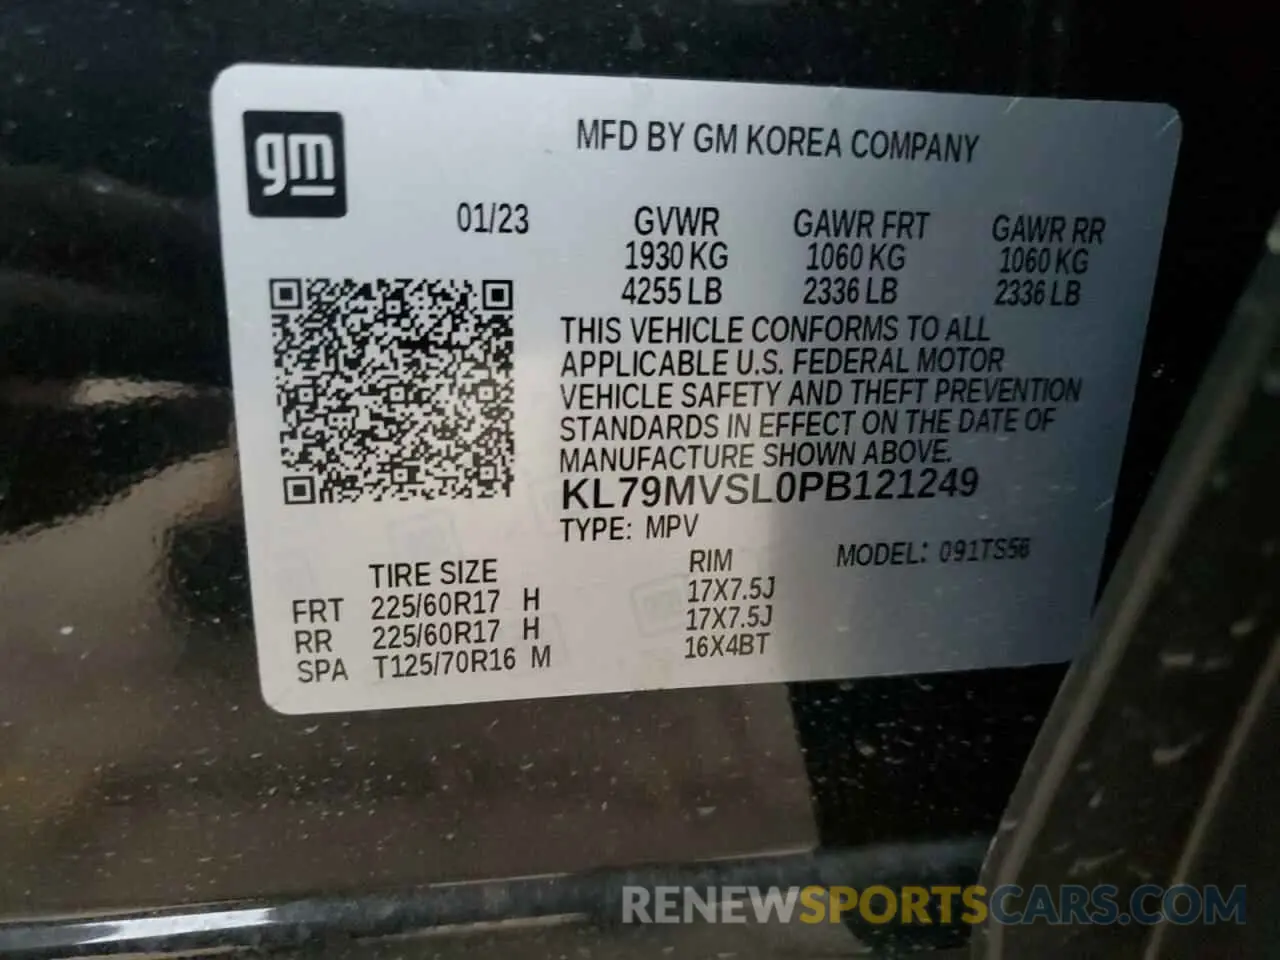 gm
MFD BY GM KOREA COMPANY
01/23 GVWR GAWR FRT GAWR RR
1930 KG 1060 KG 1060 KG
4255 LB 2336 LB 2336 LB
THIS VEHICLE CONFORMS TO ALL
APPLICABLE U.S. FEDERAL MOTOR
VEHICLE SAFETY AND THEFT PREVENTION
STANDARDS IN EFFECT ON THE DATE OF
MANUFACTURE SHOWN ABOVE.
KL79MVSL0PB121249
TYPE: MPV
MODEL: 091TS56
TIRE SIZE RIM
FRT 225/60R17 H 17X7.5J
RR 225/60R17 H 17X7.5J
SPA T125/70R16 M 16X4BT
RENEWSPORTSCARS.COM